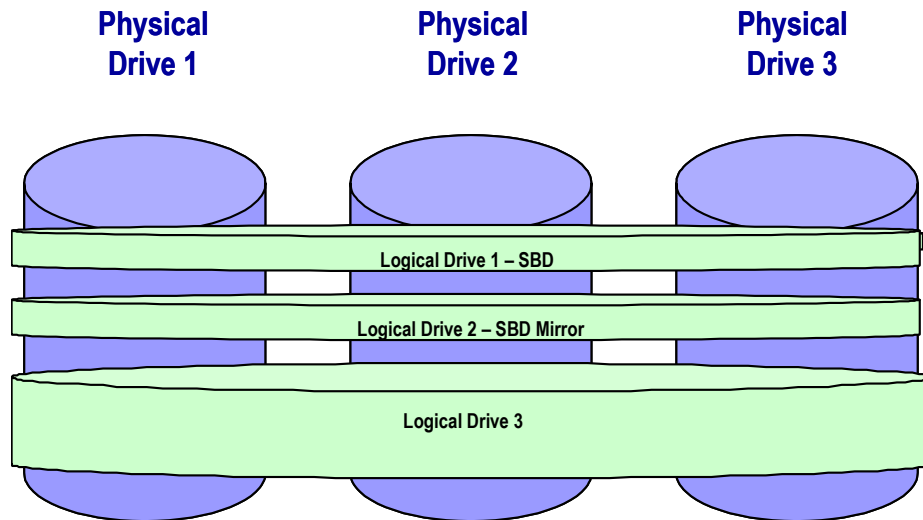 Physical Drive 1
Physical Drive 2
Physical Drive 3
Logical Drive 1 – SBD
Logical Drive 2 – SBD Mirror
Logical Drive 3